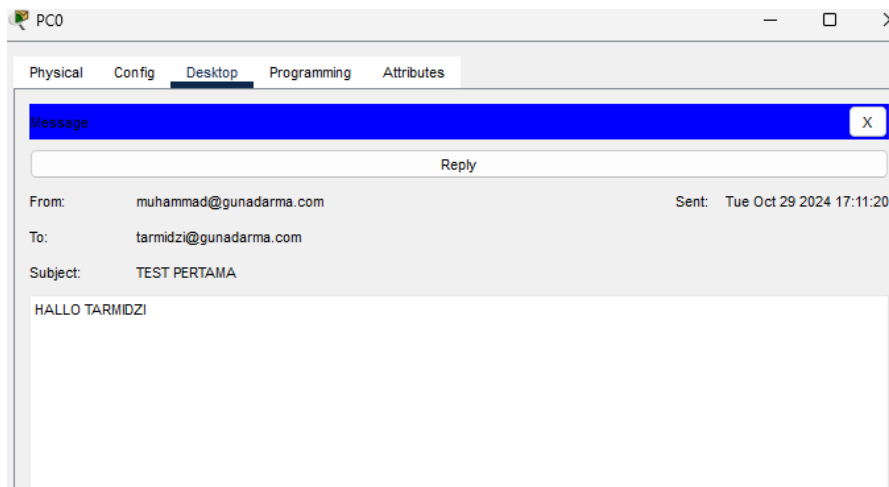 PC0
Physical Config Desktop Programming Attributes
Message X
Reply
From: muhammad@gunadarma.com Sent: Tue Oct 29 2024 17:11:20
To: tarmidzi@gunadarma.com
Subject: TEST PERTAMA
HALLO TARMIDZI